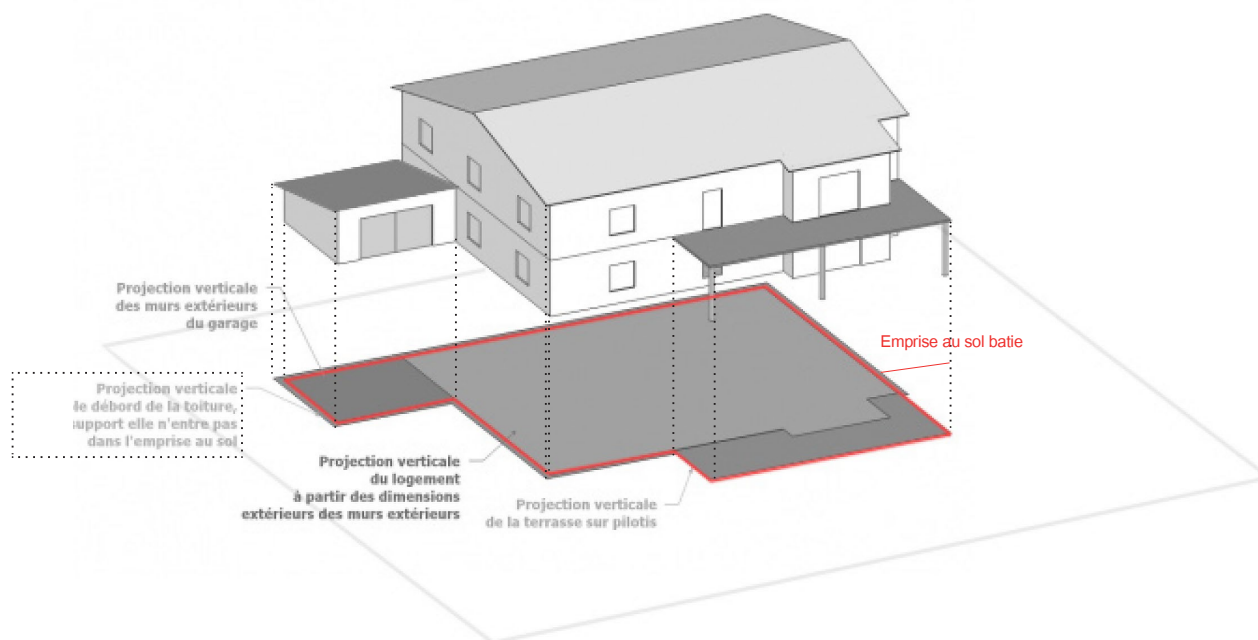 Projection verticale
des murs extérieurs
du garage
Emprise au sol batie
Projection verticale
le débord de la toiture,
support elle n'entre pas
dans l'emprise au sol
Projection verticale
du logement
à partir des dimensions
extérieurs des murs extérieurs
Projection verticale
de la terrasse sur pilotis